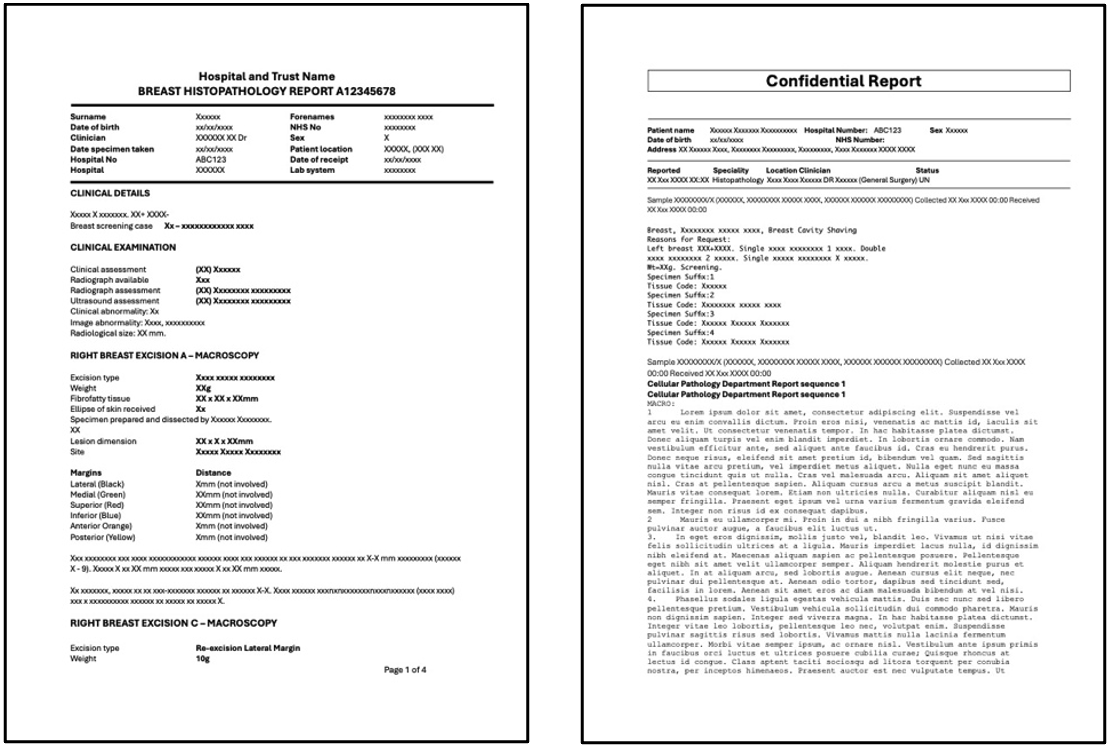 Hospital and Trust Name
BREAST HISTOPATHOLOGY REPORT A12345678
Surname Xxxxxx Forenames xxxxxxxx xxxx
Date of birth xx/xx/xxxx NHS No xxxxxxxx
Clinician XXXXXX XX Dr Sex X
Date specimen taken xx/xx/xxxx Patient location XXXXX, (XXX XX)
Hospital No ABC123 Date of receipt xx/xx/xxxx
Hospital XXXXXX Lab system xxxxxxxx
CLINICAL DETAILS
Xxxxx X xxxxxxx. XX+ XXXX-
Breast screening case Xx – xxxxxxxxxxxx xxxx
CLINICAL EXAMINATION
Clinical assessment (XX) Xxxxxx
Radiograph available Xxx
Radiograph assessment (XX) Xxxxxxxx xxxxxxxxx
Ultrasound assessment (XX) Xxxxxxxx xxxxxxxxx
Clinical abnormality: Xx
Image abnormality: Xxxx, xxxxxxxxxx
Radiological size: XX mm.
RIGHT BREAST EXCISION A – MACROSCOPY
Excision type Xxxx xxxxx xxxxxxxx
Weight XXg
Fibrofatty tissue XX x XX x XXmm
Ellipse of skin received Xx
Specimen prepared and dissected by Xxxxxx Xxxxxxxx.
XX
Lesion dimension XX x X x XXmm
Site Xxxxx Xxxxx Xxxxxxxx
Margins Distance
Lateral (Black) Xmm (not involved)
Medial (Green) XXmm (not involved)
Superior (Red) XXmm (not involved)
Inferior (Blue) XXmm (not involved)
Anterior Orange) Xmm (not involved)
Posterior (Yellow) Xmm (not involved)
Xxx xxxxxxxx xxx xxxx xxxxxxxxxxxxx xxxxxx xxxx xxx xxxxxx xx xxx xxxxxxx xxxxxx xx X-X mm xxxxxxxxx (xxxxxx
X - 9). Xxxxx X xx XX mm xxxxx xxx xxxxx X xx XX mm xxxxx.
Xx xxxxxxx, xxxxx xx xx xxx-xxxxxxx xxxxxx xx xxxxxx X-X. Xxxx xxxxxx xxxnxnxxxxxxxnxxxnxxxxxx (xxxx xxxx)
xxx x xxxxxxxxxx xxxxxx xx xxxxx xx xxxxx X.
RIGHT BREAST EXCISION C – MACROSCOPY
Excision type Re-excision Lateral Margin
Weight 10g
Page 1 of 4
Confidential Report
Patient name Xxxxxx Xxxxxxx Xxxxxxxxxx Hospital Number: ABC123 Sex Xxxxxx
Date of birth xx/xx/xxxx NHS Number:
Address XX Xxxxxx Xxxx, Xxxxxxxx Xxxxxxxxx, Xxxxxxxxx, Xxxx Xxxxxxx XXXX XXXX
Reported Speciality Location Clinician Status
XX Xxx XXXX XX:XX Histopathology Xxxx Xxxx Xxxxxx DR Xxxxxx (General Surgery) UN
Sample XXXXXXXX/X (XXXXXX, XXXXXXXX XXXXX XXXX, XXXXXX XXXXXX XXXXXXXX) Collected XX Xxx XXXX 00:00 Received
XX Xxx XXXX 00:00
Breast, Xxxxxxxx xxxxx xxxx, Breast Cavity Shaving
Reasons for Request:
Left breast XXX+XXXX. Single xxxx xxxxxxxx 1 xxxx. Double
xxxx xxxxxxxx 2 xxxxx. Single xxxxx xxxxxxxx X xxxxx.
Wt=XXg. Screening.
Specimen Suffix:1
Tissue Code: Xxxxxx
Specimen Suffix:2
Tissue Code: Xxxxxxxx xxxxx xxxx
Specimen Suffix:3
Tissue Code: Xxxxxx Xxxxxx Xxxxxxx
Specimen Suffix:4
Tissue Code: Xxxxxx Xxxxxx Xxxxxxx
Sample XXXXXXXX/X (XXXXXX, XXXXXXXX XXXXX XXXX, XXXXXX XXXXXX XXXXXXXX) Collected XX Xxx XXXX
00:00 Received XX Xxx XXXX 00:00
Cellular Pathology Department Report sequence 1
Cellular Pathology Department Report sequence 1
MACRO:
1 Lorem ipsum dolor sit amet, consectetur adipiscing elit. Suspendisse vel
arcu eu enim convallis dictum. Proin eros nisi, venenatis ac mattis id, iaculis sit
amet velit. Ut consectetur venenatis tempor. In hac habitasse platea dictumst.
Donec aliquam turpis vel enim blandit imperdiet. In lobortis ornare commodo. Nam
vestibulum efficitur ante, sed aliquet ante faucibus id. Cras eu hendrerit purus.
Donec neque risus, eleifend sit amet pretium id, bibendum vel quam. Sed sagittis
nulla vitae arcu pretium, vel imperdiet metus aliquet. Nulla eget nunc eu massa
congue tincidunt quis ut nulla. Cras vel malesuada arcu. Aliquam sit amet aliquet
nisl. Cras at pellentesque sapien. Aliquam cursus arcu a metus suscipit blandit.
Mauris vitae consequat lorem. Etiam non ultricies nulla. Curabitur aliquam nisl eu
semper fringilla. Praesent eget ipsum vel urna varius fermentum gravida eleifend
sem. Integer non risus id ex consequat dapibus.
2 Mauris eu ullamcorper mi. Proin in dui a nibh fringilla varius. Fusce
pulvinar auctor augue, a faucibus elit luctus ut.
3. In eget eros dignissim, mollis justo vel, blandit leo. Vivamus ut nisi vitae
felis sollicitudin ultrices at a ligula. Mauris imperdiet lacus nulla, id dignissim
nibh eleifend at. Maecenas aliquam sapien ac pellentesque posuere. Pellentesque
eget nibh sit amet velit ullamcorper semper. Aliquam hendrerit molestie purus et
aliquet. In at aliquam arcu, sed lobortis augue. Aenean cursus elit neque, nec
pulvinar dui pellentesque at. Aenean odio tortor, dapibus sed tincidunt sed,
facilisis in lorem. Aenean sit amet eros ac diam malesuada bibendum at vel nisi.
4. Phasellus sodales ligula egestas vehicula mattis. Duis nec nunc sed libero
pellentesque pretium. Vestibulum vehicula sollicitudin dui commodo pharetra. Mauris
non dignissim sapien. Integer sed viverra magna. In hac habitasse platea dictumst.
Integer vitae leo lobortis, pellentesque leo nec, volutpat enim. Suspendisse
pulvinar sagittis risus sed lobortis. Vivamus mattis nulla lacinia fermentum
ullamcorper. Morbi vitae semper ipsum, ac ornare nisl. Vestibulum ante ipsum primis
in faucibus orci luctus et ultrices posuere cubilia curae; Quisque rhoncus at
lectus id congue. Class aptent taciti sociosqu ad litora torquent per conubia
nostra, per inceptos himenaeos. Praesent auctor est nec vulputate tempus. Ut